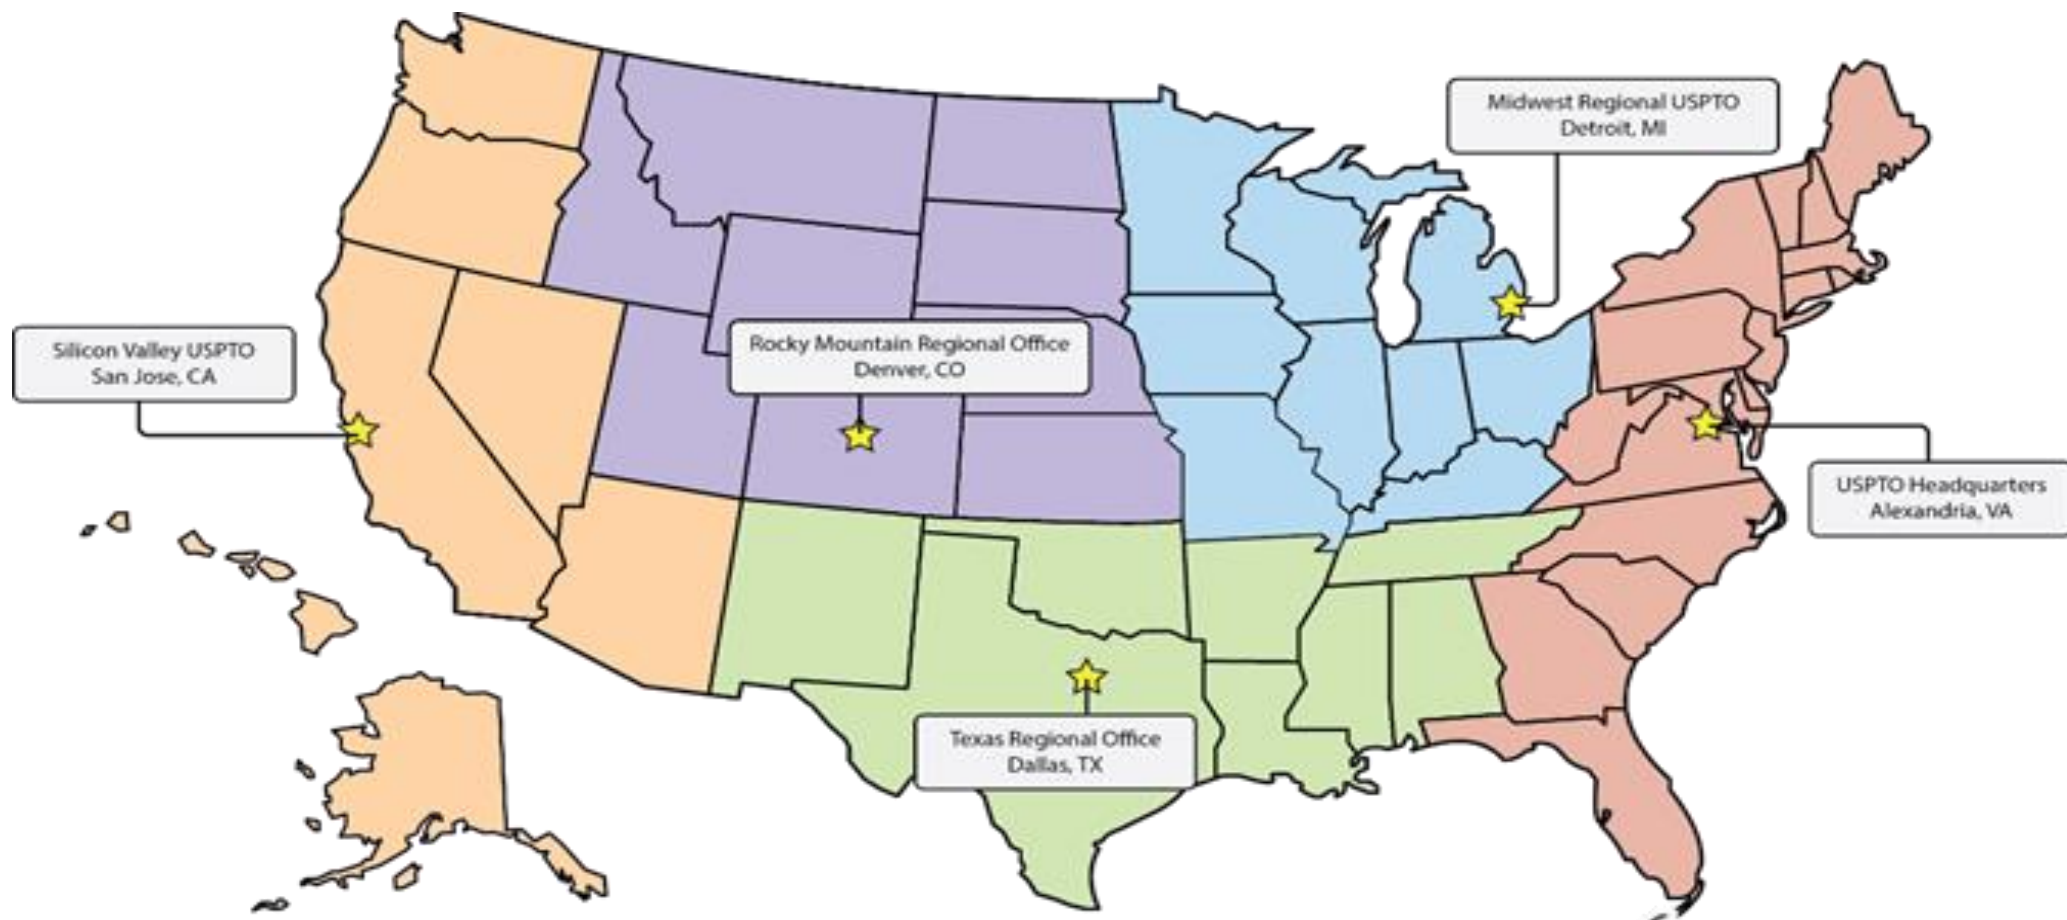 Midwest Regional USPTO
Detroit, MI
Silicon Valley USPTO
San Jose, CA
Rocky Mountain Regional Office
Denver, CO
USPTO Headquarters
Alexandria, VA
Texas Regional Office
Dallas, TX